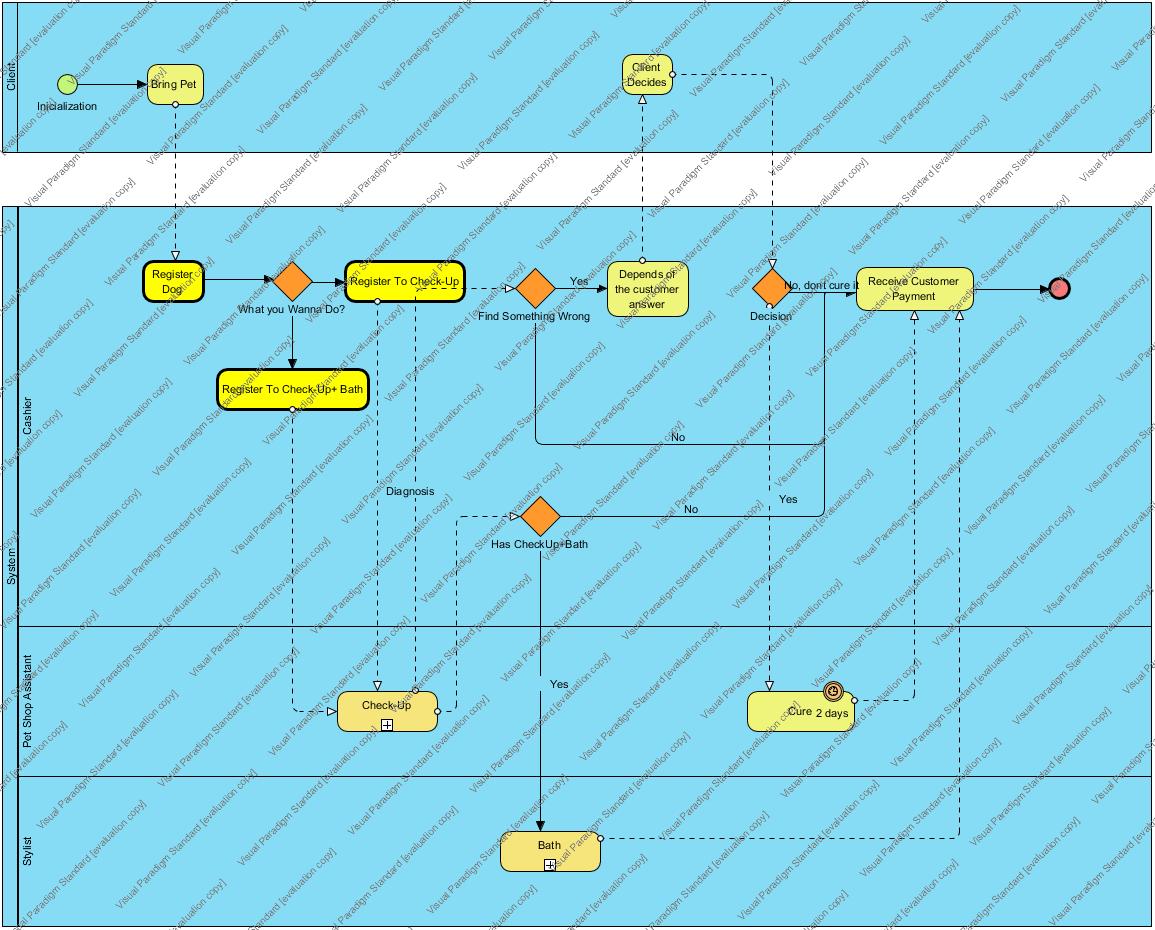 Client
Inicialization
Bring Pet
Client
Decides
System
Cashier
Register
Dog
What you Wanna Do?
Register To Check-Up
Register To Check-Up+ Bath
Find Something Wrong
Yes
Depends of
the customer
answer
Decision
No, don't cure it
Receive Customer
Payment
No
Diagnosis
Yes
No
Has CheckUp+Bath
Pet Shop Assistant
Check-Up
Yes
Cure
2 days
Stylist
Bath
Visual Paradigm Standard [evaluation copy]